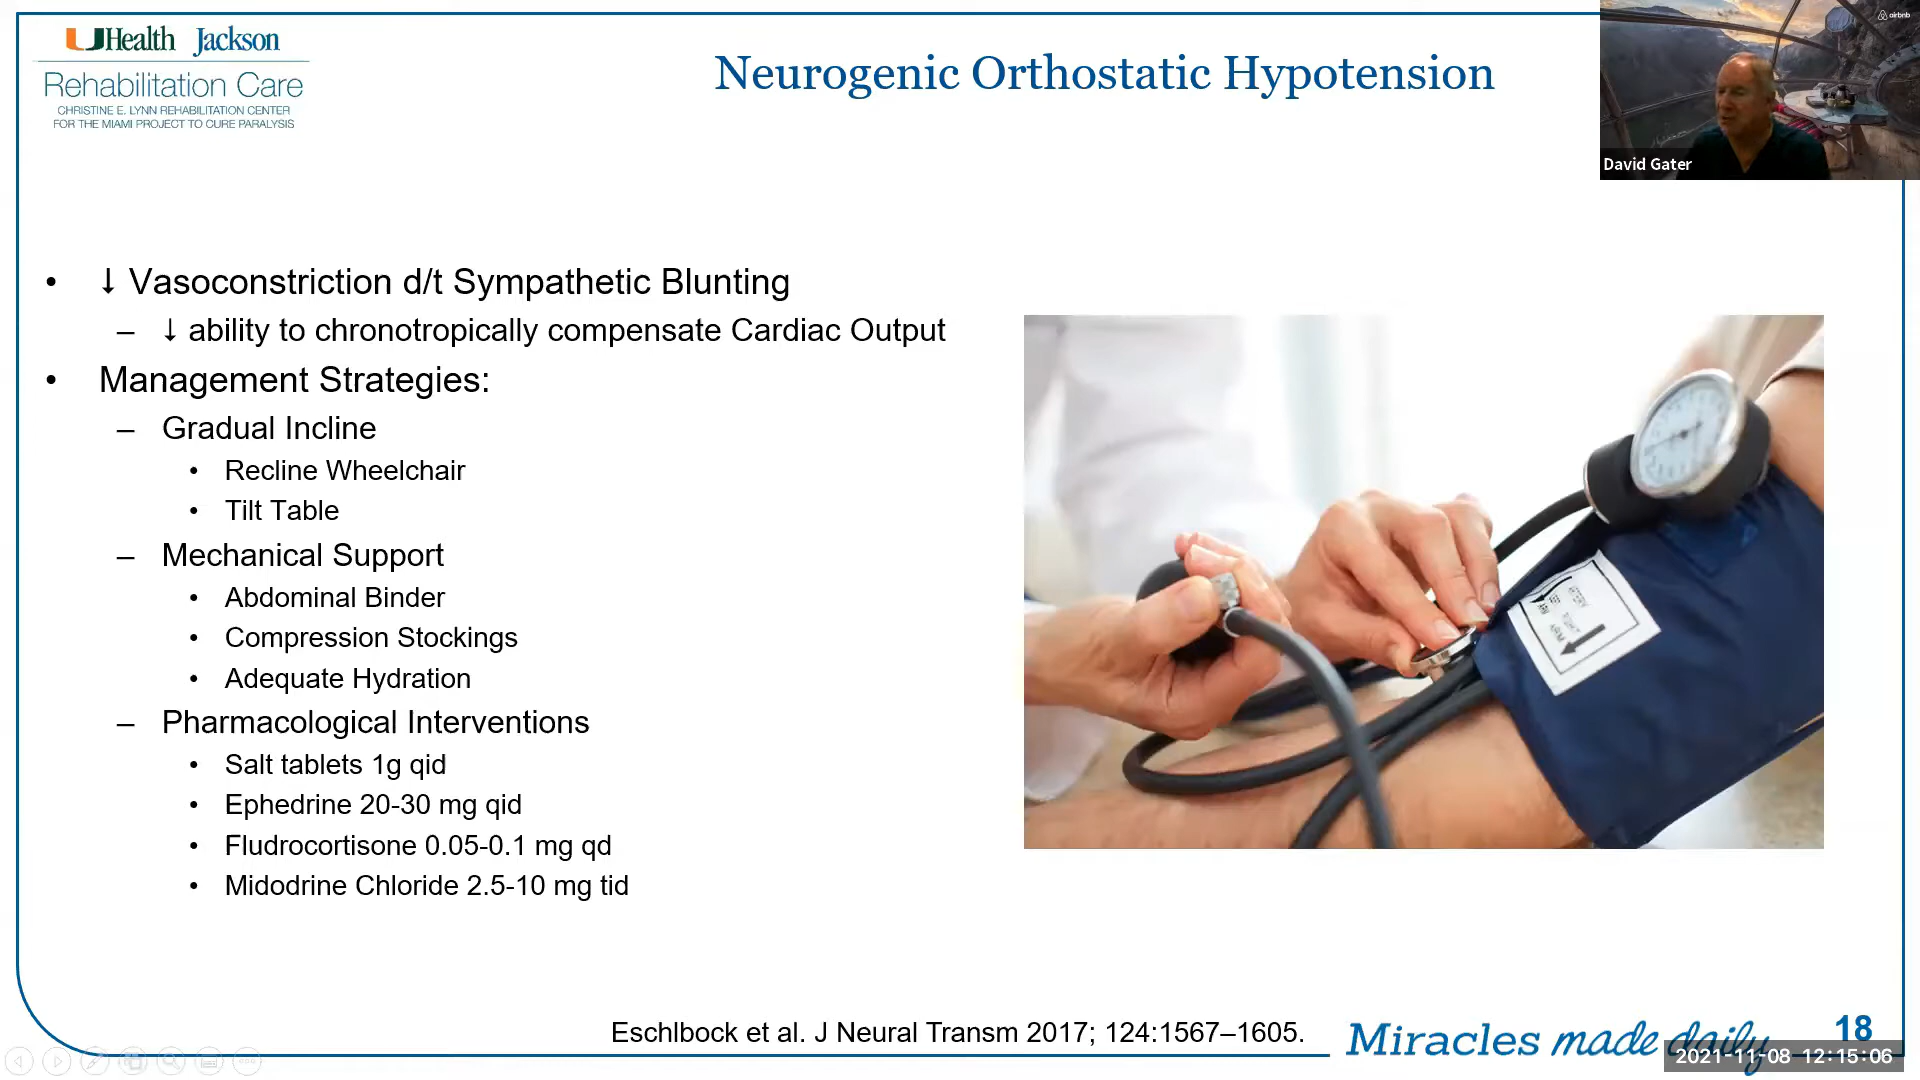 UHealth Jackson
Rehabilitation Care
CHRISTINE E. LYNN REHABILITATION CENTER
FOR THE MIAMI PROJECT TO CURE PARALYSIS
Neurogenic Orthostatic Hypotension
airbnb
David Gater
• ↓ Vasoconstriction d/t Sympathetic Blunting
– ↓ ability to chronotropically compensate Cardiac Output
• Management Strategies:
– Gradual Incline
• Recline Wheelchair
• Tilt Table
– Mechanical Support
• Abdominal Binder
• Compression Stockings
• Adequate Hydration
– Pharmacological Interventions
• Salt tablets 1g qid
• Ephedrine 20-30 mg qid
• Fludrocortisone 0.05-0.1 mg qd
• Midodrine Chloride 2.5-10 mg tid
ARTERY
RIGHT
ARM
Eschlbock et al. J Neural Transm 2017; 124:1567–1605.
Miracles made daily
18
2021-11-08 12:15:06